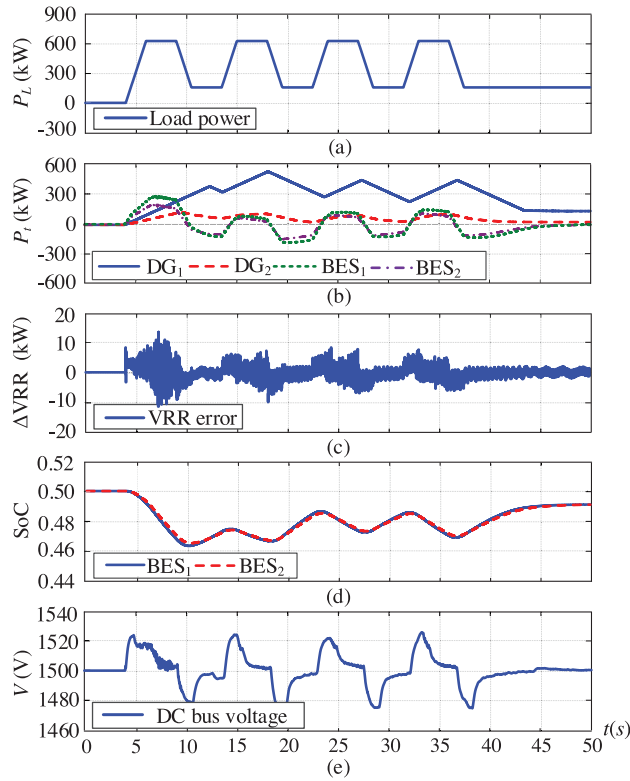 900
600
300
0
-300
P_L (kW)
Load power
(a)
600
300
0
-300
-600
P_t (kW)
DG₁ DG₂ BES₁ BES₂
(b)
20
10
0
-10
-20
ΔVRR (kW)
VRR error
(c)
0.52
0.50
0.48
0.46
0.44
SoC
BES₁ BES₂
(d)
1540
1520
1500
1480
1460
V (V)
DC bus voltage
0 5 10 15 20 25 30 35 40 45 50
t(s)
(e)